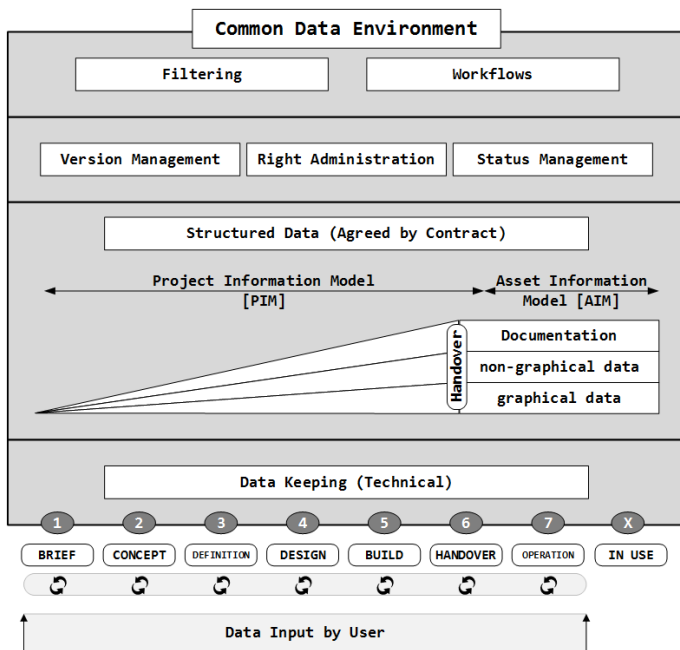 Common Data Environment
Filtering
Workflows
Version Management
Right Administration
Status Management
Structured Data (Agreed by Contract)
Project Information Model
[PIM]
Asset Information
Model [AIM]
Handover
Documentation
non-graphical data
graphical data
Data Keeping (Technical)
1 2 3 4 5 6 7 X
BRIEF CONCEPT DEFINITION DESIGN BUILD HANDOVER OPERATION IN USE
Data Input by User